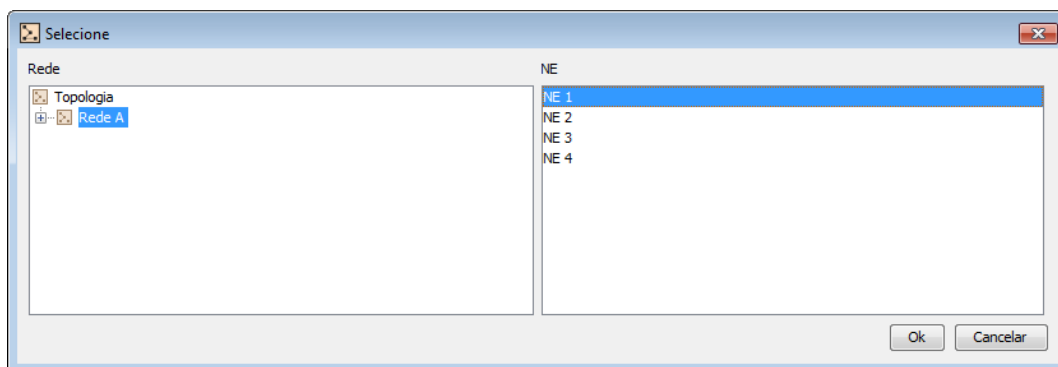 Selecione
Rede
NE
Topologia
Rede A
NE 1
NE 2
NE 3
NE 4
Ok
Cancelar